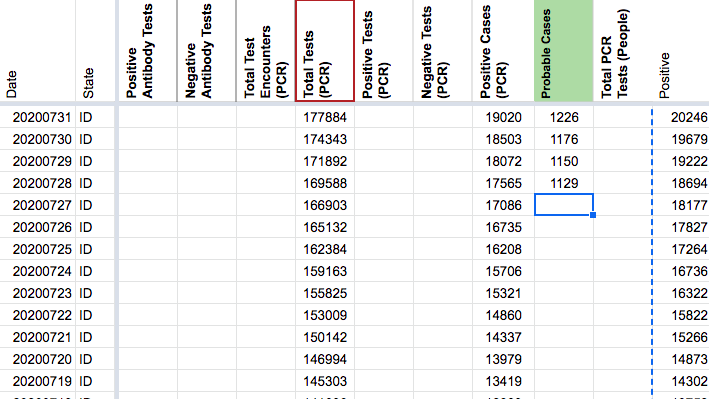 Date State Positive Antibody Tests Negative Antibody Tests Total Test Encounters (PCR) Total Tests (PCR) Positive Tests (PCR) Negative Tests (PCR) Positive Cases (PCR) Probable Cases Total PCR Tests (People) Positive
20200731 ID 177884 19020 1226 20246
20200730 ID 174343 18503 1176 19679
20200729 ID 171892 18072 1150 19222
20200728 ID 169588 17565 1129 18694
20200727 ID 166903 17086 18177
20200726 ID 165132 16735 17827
20200725 ID 162384 16208 17264
20200724 ID 159163 15706 16736
20200723 ID 155825 15321 16322
20200722 ID 153009 14860 15822
20200721 ID 150142 14337 15266
20200720 ID 146994 13979 14873
20200719 ID 145303 13419 14302